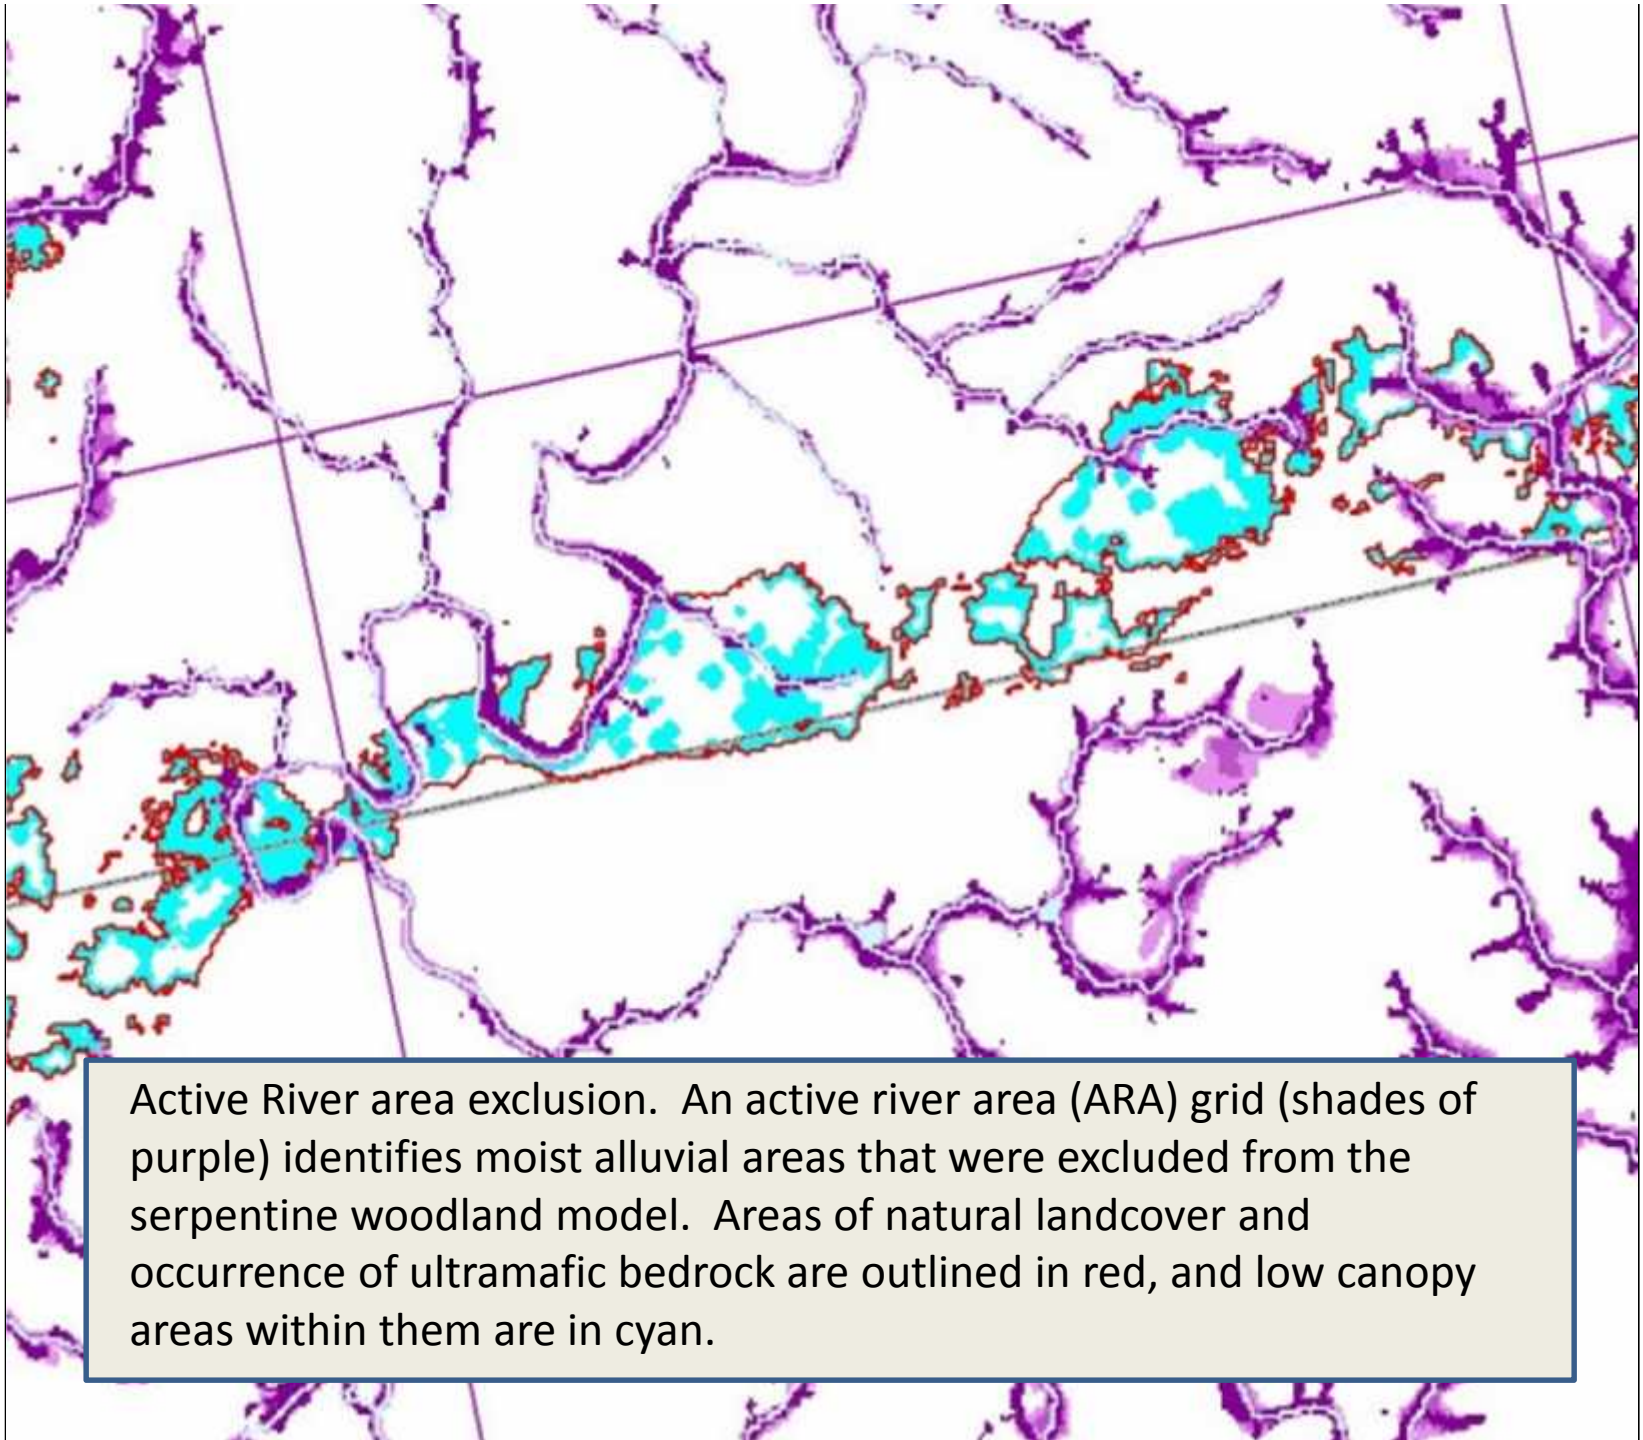 Active River area exclusion.  An active river area (ARA) grid (shades of
purple) identifies moist alluvial areas that were excluded from the
serpentine woodland model.  Areas of natural landcover and
occurrence of ultramafic bedrock are outlined in red, and low canopy
areas within them are in cyan.